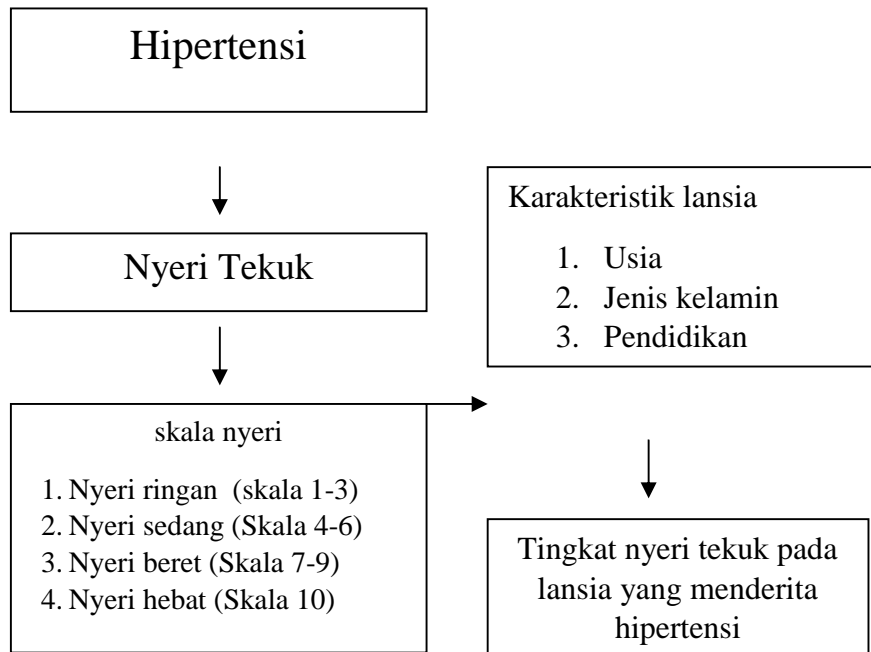 Hipertensi
Nyeri Tekuk
skala nyeri
1. Nyeri ringan  (skala 1-3)
2. Nyeri sedang (Skala 4-6)
3. Nyeri beret (Skala 7-9)
4. Nyeri hebat (Skala 10)
Karakteristik lansia
1. Usia
2. Jenis kelamin
3. Pendidikan
Tingkat nyeri tekuk pada
lansia yang menderita
hipertensi